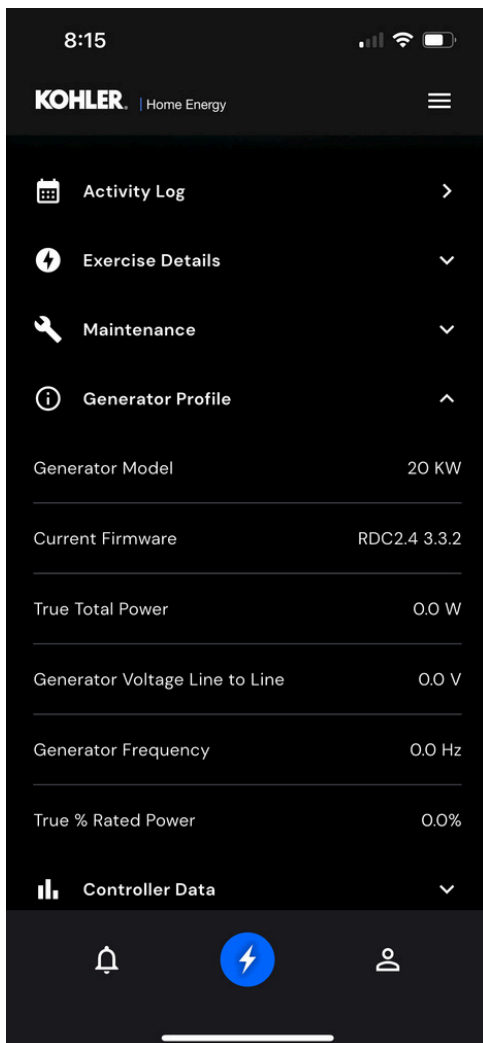 8:15
KOHLER. | Home Energy
Activity Log
Exercise Details
Maintenance
Generator Profile
Generator Model 20 KW
Current Firmware RDC2.4 3.3.2
True Total Power 0.0 W
Generator Voltage Line to Line 0.0 V
Generator Frequency 0.0 Hz
True % Rated Power 0.0%
Controller Data